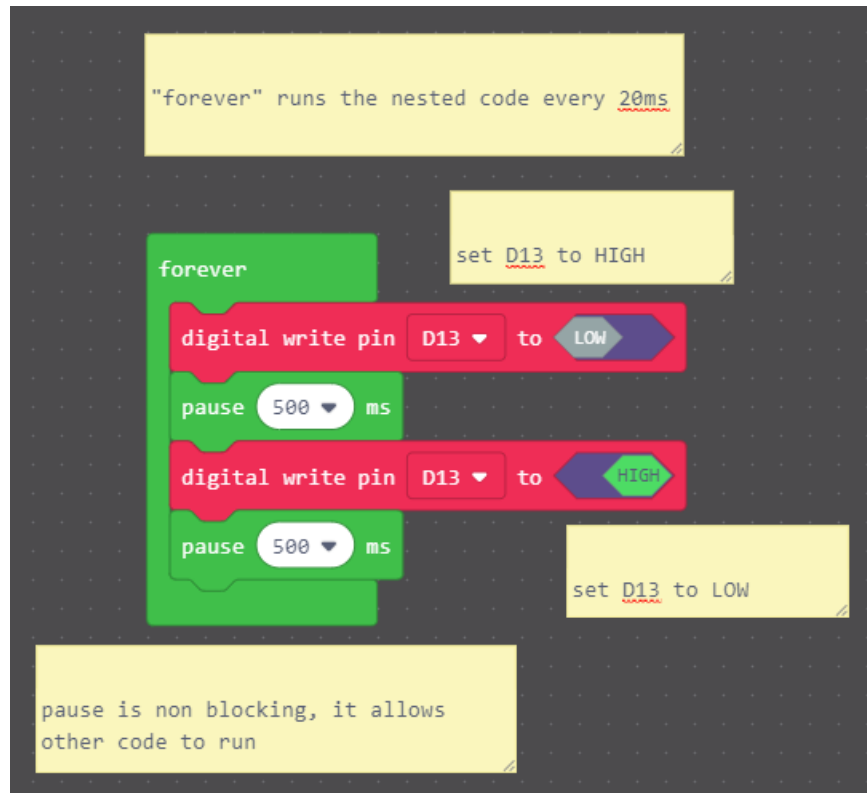 "forever" runs the nested code every 20ms
set D13 to HIGH
forever
digital write pin D13 to LOW
pause 500 ms
digital write pin D13 to HIGH
pause 500 ms
set D13 to LOW
pause is non blocking, it allows
other code to run